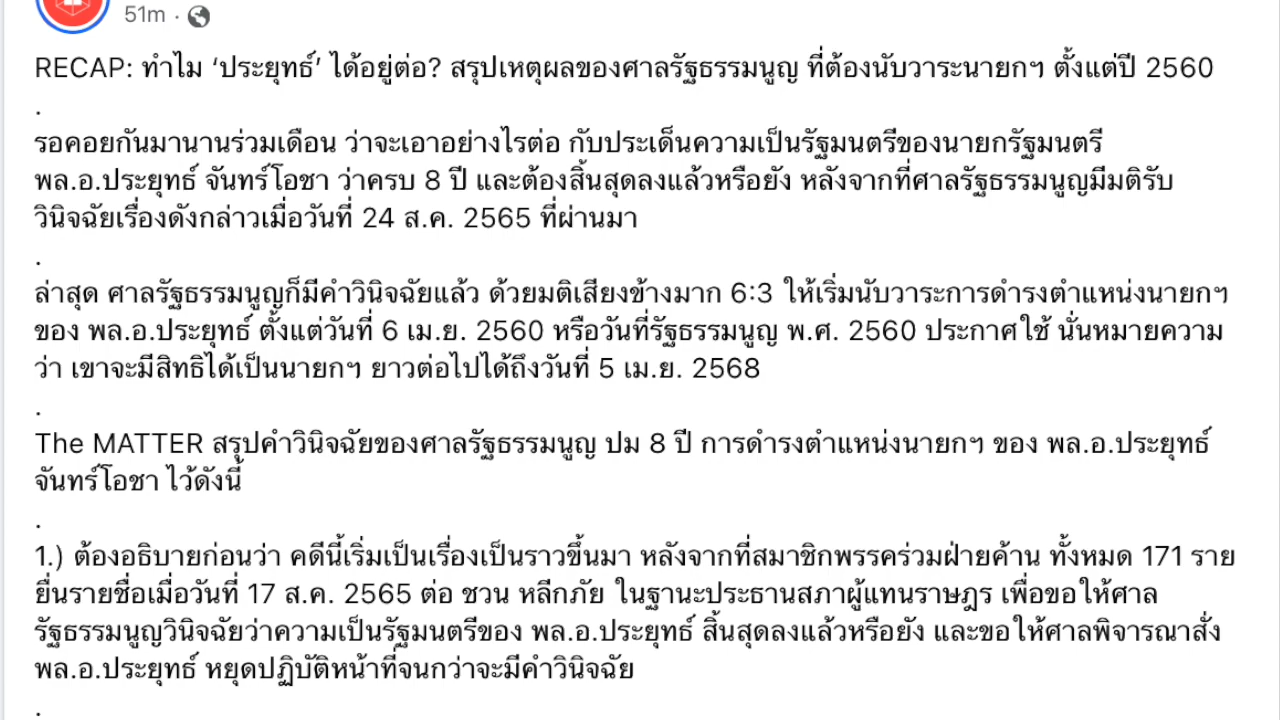 51m ·
RECAP: ทำไม ‘ประยุทธ์’ ได้อยู่ต่อ? สรุปเหตุผลของศาลรัฐธรรมนูญ ที่ต้องนับวาระนายกฯ ตั้งแต่ปี 2560
.
รอคอยกันมานานร่วมเดือน ว่าจะเอาอย่างไรต่อ กับประเด็นความเป็นรัฐมนตรีของนายกรัฐมนตรี
พล.อ.ประยุทธ์ จันทร์โอชา ว่าครบ 8 ปี และต้องสิ้นสุดลงแล้วหรือยัง หลังจากที่ศาลรัฐธรรมนูญมีมติรับ
วินิจฉัยเรื่องดังกล่าวเมื่อวันที่ 24 ส.ค. 2565 ที่ผ่านมา
.
ล่าสุด ศาลรัฐธรรมนูญก็มีคำวินิจฉัยแล้ว ด้วยมติเสียงข้างมาก 6:3 ให้เริ่มนับวาระการดำรงตำแหน่งนายกฯ
ของ พล.อ.ประยุทธ์ ตั้งแต่วันที่ 6 เม.ย. 2560 หรือวันที่รัฐธรรมนูญ พ.ศ. 2560 ประกาศใช้ นั่นหมายความ
ว่า เขาจะมีสิทธิได้เป็นนายกฯ ยาวต่อไปได้ถึงวันที่ 5 เม.ย. 2568
.
The MATTER สรุปคำวินิจฉัยของศาลรัฐธรรมนูญ ปม 8 ปี การดำรงตำแหน่งนายกฯ ของ พล.อ.ประยุทธ์
จันทร์โอชา ไว้ดังนี้
.
1.) ต้องอธิบายก่อนว่า คดีนี้เริ่มเป็นเรื่องเป็นราวขึ้นมา หลังจากที่สมาชิกพรรคร่วมฝ่ายค้าน ทั้งหมด 171 ราย
ยื่นรายชื่อเมื่อวันที่ 17 ส.ค. 2565 ต่อ ชวน หลีกภัย ในฐานะประธานสภาผู้แทนราษฎร เพื่อขอให้ศาล
รัฐธรรมนูญวินิจฉัยว่าความเป็นรัฐมนตรีของ พล.อ.ประยุทธ์ สิ้นสุดลงแล้วหรือยัง และขอให้ศาลพิจารณาสั่ง
พล.อ.ประยุทธ์ หยุดปฏิบัติหน้าที่จนกว่าจะมีคำวินิจฉัย
.